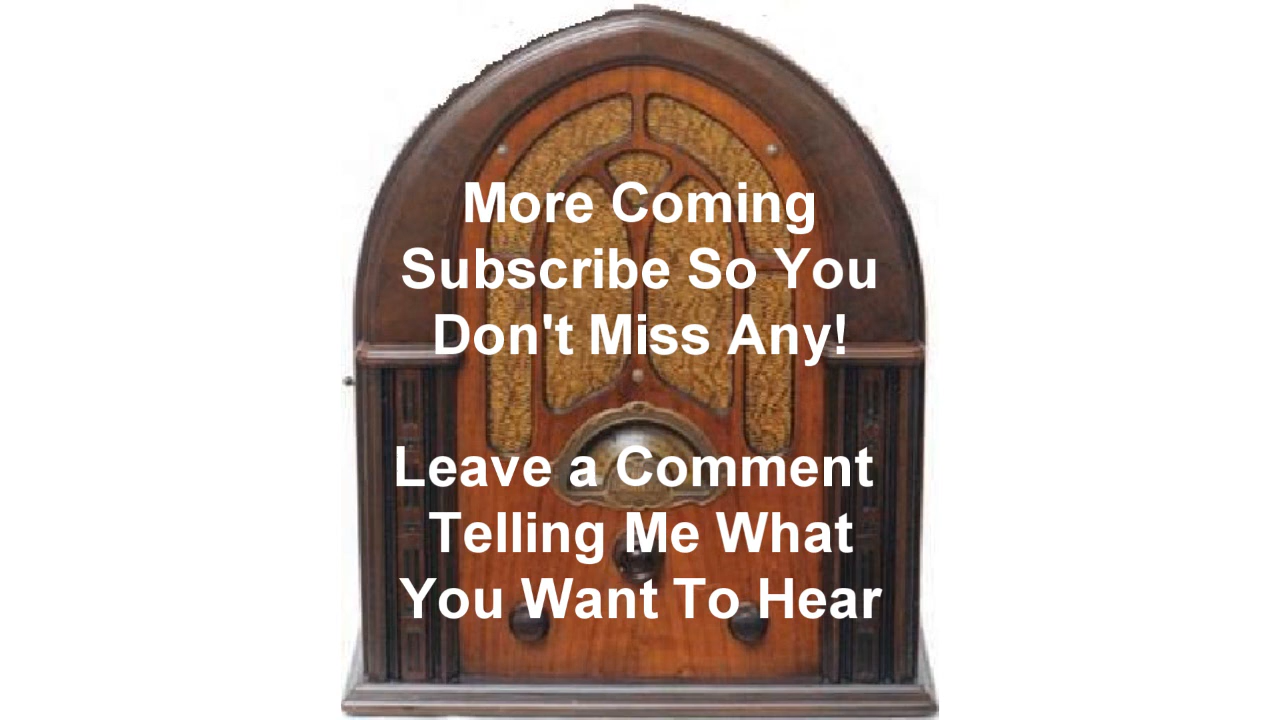 More Coming
Subscribe So You
Don't Miss Any!
Leave a Comment
Telling Me What
You Want To Hear